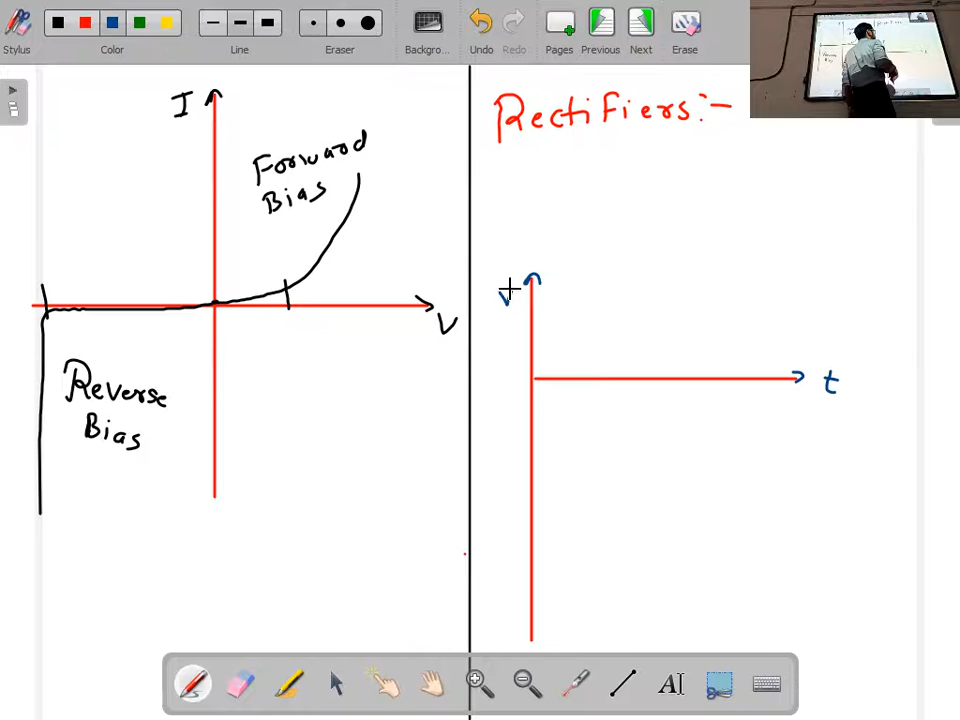 Stylus
Color
Line
Eraser
Backgro...
Undo
Redo
Pages
Previous
Next
Erase
I
Forward
Bias
V
Reverse
Bias
Rectifiers:-
V
t
A